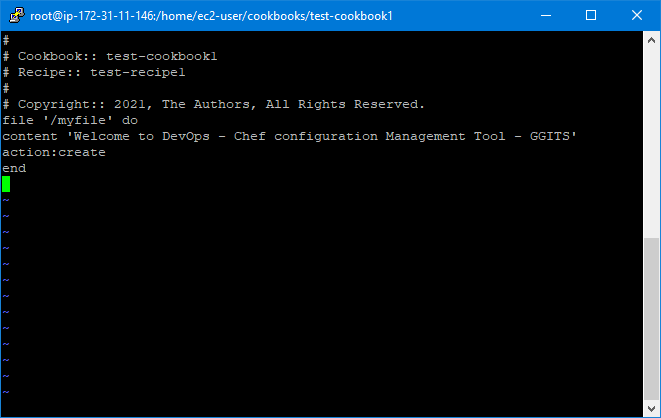 root@ip-172-31-11-146:/home/ec2-user/cookbooks/test-cookbook1
#
# Cookbook:: test-cookbook1
# Recipe:: test-recipe1
#
# Copyright:: 2021, The Authors, All Rights Reserved.
file '/myfile' do
content 'Welcome to DevOps - Chef configuration Management Tool - GGITS'
action:create
end
~
~
~
~
~
~
~
~
~
~
~
~
~